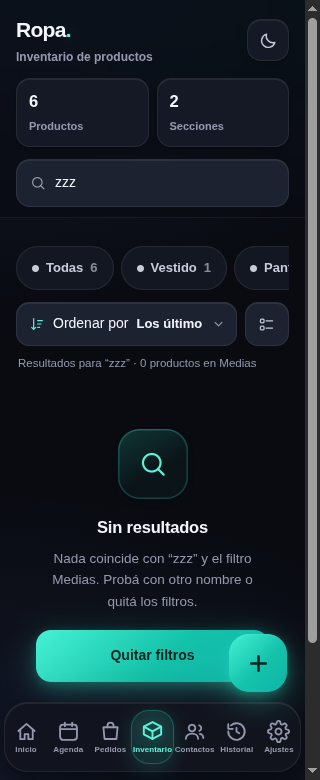 Ropa.
Inventario de productos
6
Productos
2
Secciones
zzz
Todas 6
Vestido 1
Pant
Ordenar por Los último
Resultados para “zzz” · 0 productos en Medias
Sin resultados
Nada coincide con “zzz” y el filtro
Medias. Probá con otro nombre o
quitá los filtros.
Quitar filtros
Inicio
Agenda
Pedidos
Inventario
Contactos
Historial
Ajustes